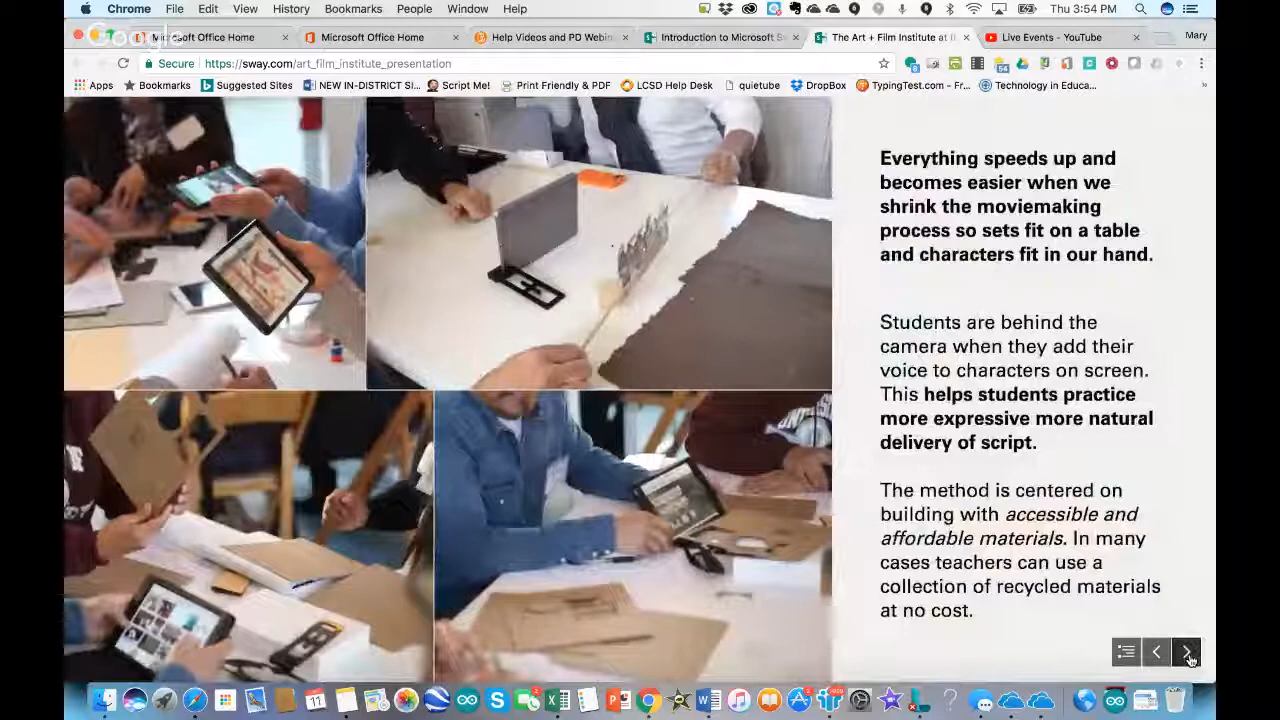 Chrome File Edit View History Bookmarks People Window Help
Thu 3:54 PM
Google
Microsoft Office Home
Microsoft Office Home
Help Videos and PD Webin
Introduction to Microsoft Sw
The Art + Film Institute at
Live Events - YouTube
Mary
Secure https://sway.com/art_film_institute_presentation
Apps Bookmarks Suggested Sites NEW IN-DISTRICT SI... Script Me! Print Friendly & PDF LCSD Help Desk quietube DropBox TypingTest.com - Fr... Technology in Educa...
Everything speeds up and
becomes easier when we
shrink the moviemaking
process so sets fit on a table
and characters fit in our hand.
Students are behind the
camera when they add their
voice to characters on screen.
This helps students practice
more expressive more natural
delivery of script.
The method is centered on
building with accessible and
affordable materials. In many
cases teachers can use a
collection of recycled materials
at no cost.